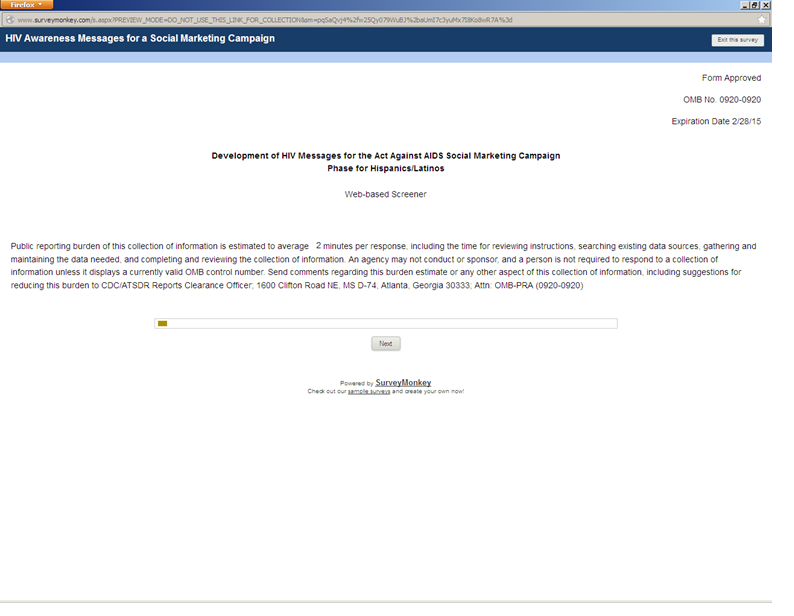 Firefox
www.surveymonkey.com/s.aspx?PREVIEW_MODE=DO_NOT_USE_THIS_LINK_FOR_COLLECTION&sm=
HIV Awareness Messages for a Social Marketing Campaign
Exit this survey
Form Approved
OMB No. 0920-0920
Expiration Date 2/28/15
Development of HIV Messages for the Act Against AIDS Social Marketing Campaign
Phase for Hispanics/Latinos
Web-based Screener
Public reporting burden of this collection of information is estimated to average 2 minutes per response, including the time for reviewing instructions, searching existing data sources, gathering and
maintaining the data needed, and completing and reviewing the collection of information. An agency may not conduct or sponsor, and a person is not required to respond to a collection of
information unless it displays a currently valid OMB control number. Send comments regarding this burden estimate or any other aspect of this collection of information, including suggestions for
reducing this burden to CDC/ATSDR Reports Clearance Officer, 1600 Clifton Road NE, MS D-74, Atlanta, Georgia 30333; Attn: OMB-PRA (0920-0920)
Next
Powered by SurveyMonkey
Check out our sample surveys and create your own now!